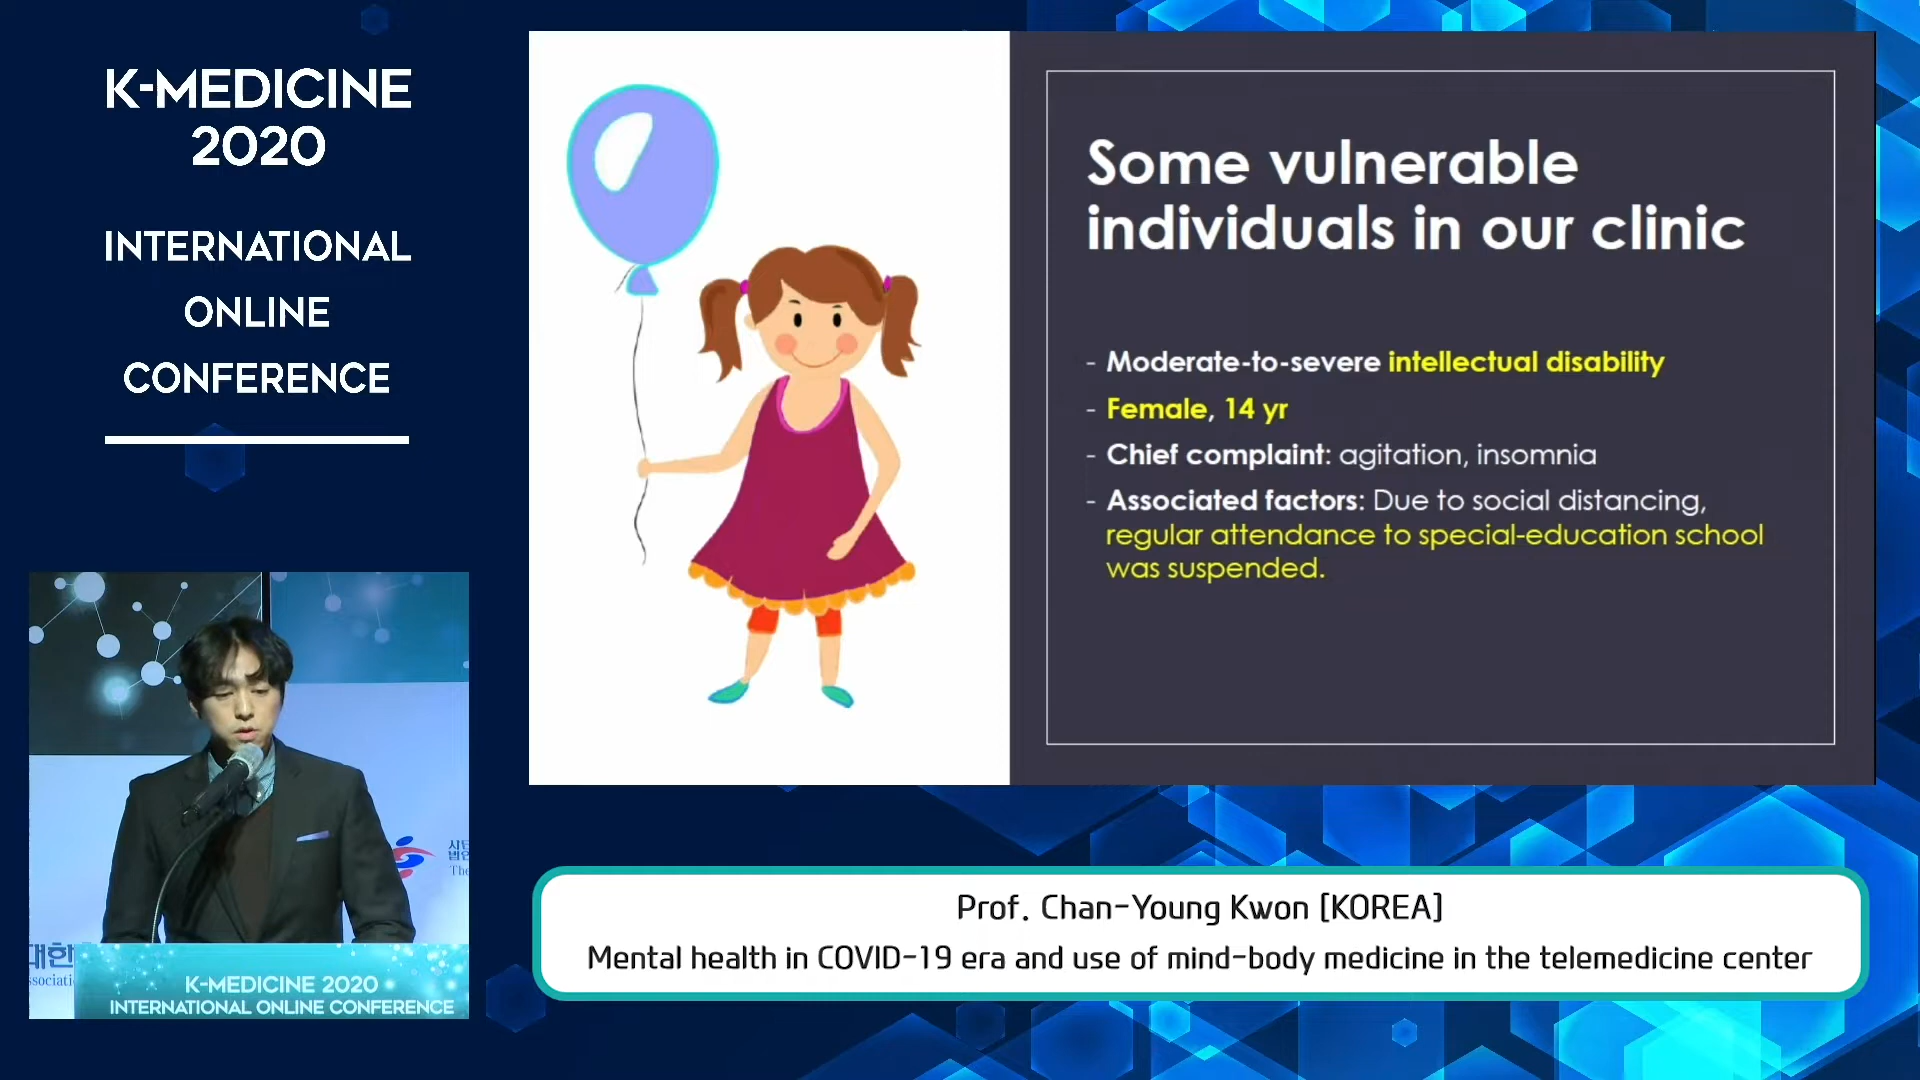 K-MEDICINE
2020
INTERNATIONAL
ONLINE
CONFERENCE
Some vulnerable
individuals in our clinic
- Moderate-to-severe intellectual disability
- Female, 14 yr
- Chief complaint: agitation, insomnia
- Associated factors: Due to social distancing,
regular attendance to special-education school
was suspended.
대한
K-MEDICINE 2020
INTERNATIONAL ONLINE CONFERENCE
Prof. Chan-Young Kwon [KOREA]
Mental health in COVID-19 era and use of mind-body medicine in the telemedicine center